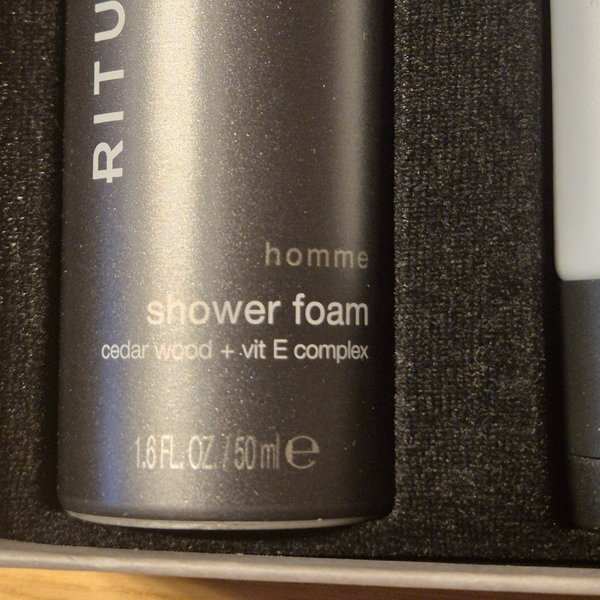 RITU
homme
shower foam
cedar wood + vit E complex
1.6 FL. OZ. / 50 ml ℮